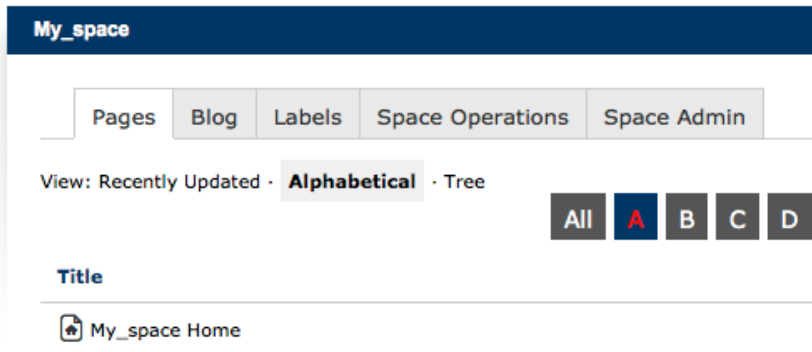 My_space
Pages Blog Labels Space Operations Space Admin
View: Recently Updated · Alphabetical · Tree
All A B C D
Title
My_space Home